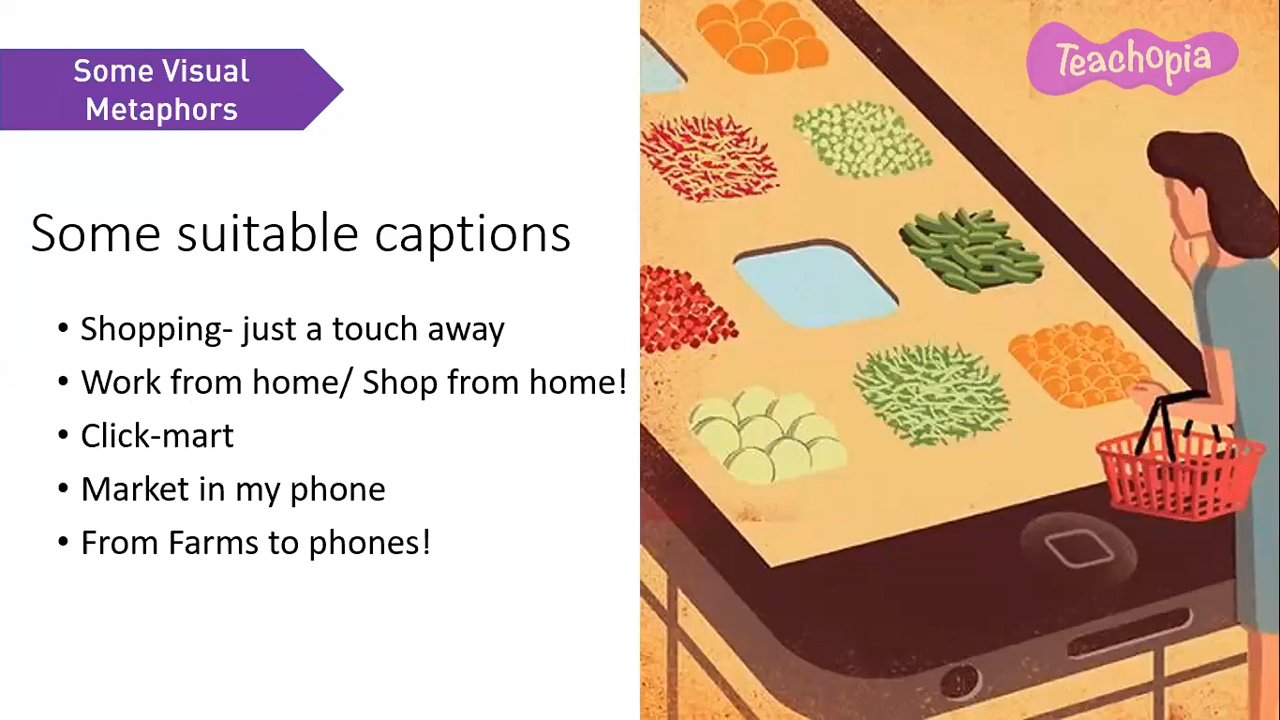 Some Visual
Metaphors
Teachopia
Some suitable captions
• Shopping- just a touch away
• Work from home/ Shop from home!
• Click-mart
• Market in my phone
• From Farms to phones!